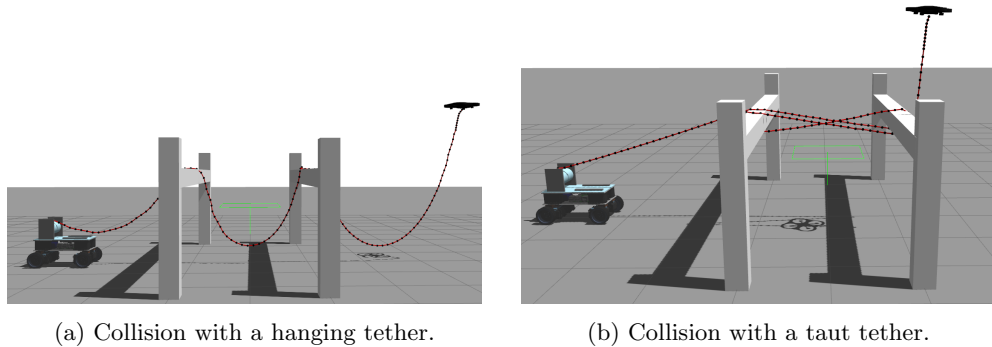 (a) Collision with a hanging tether.
(b) Collision with a taut tether.